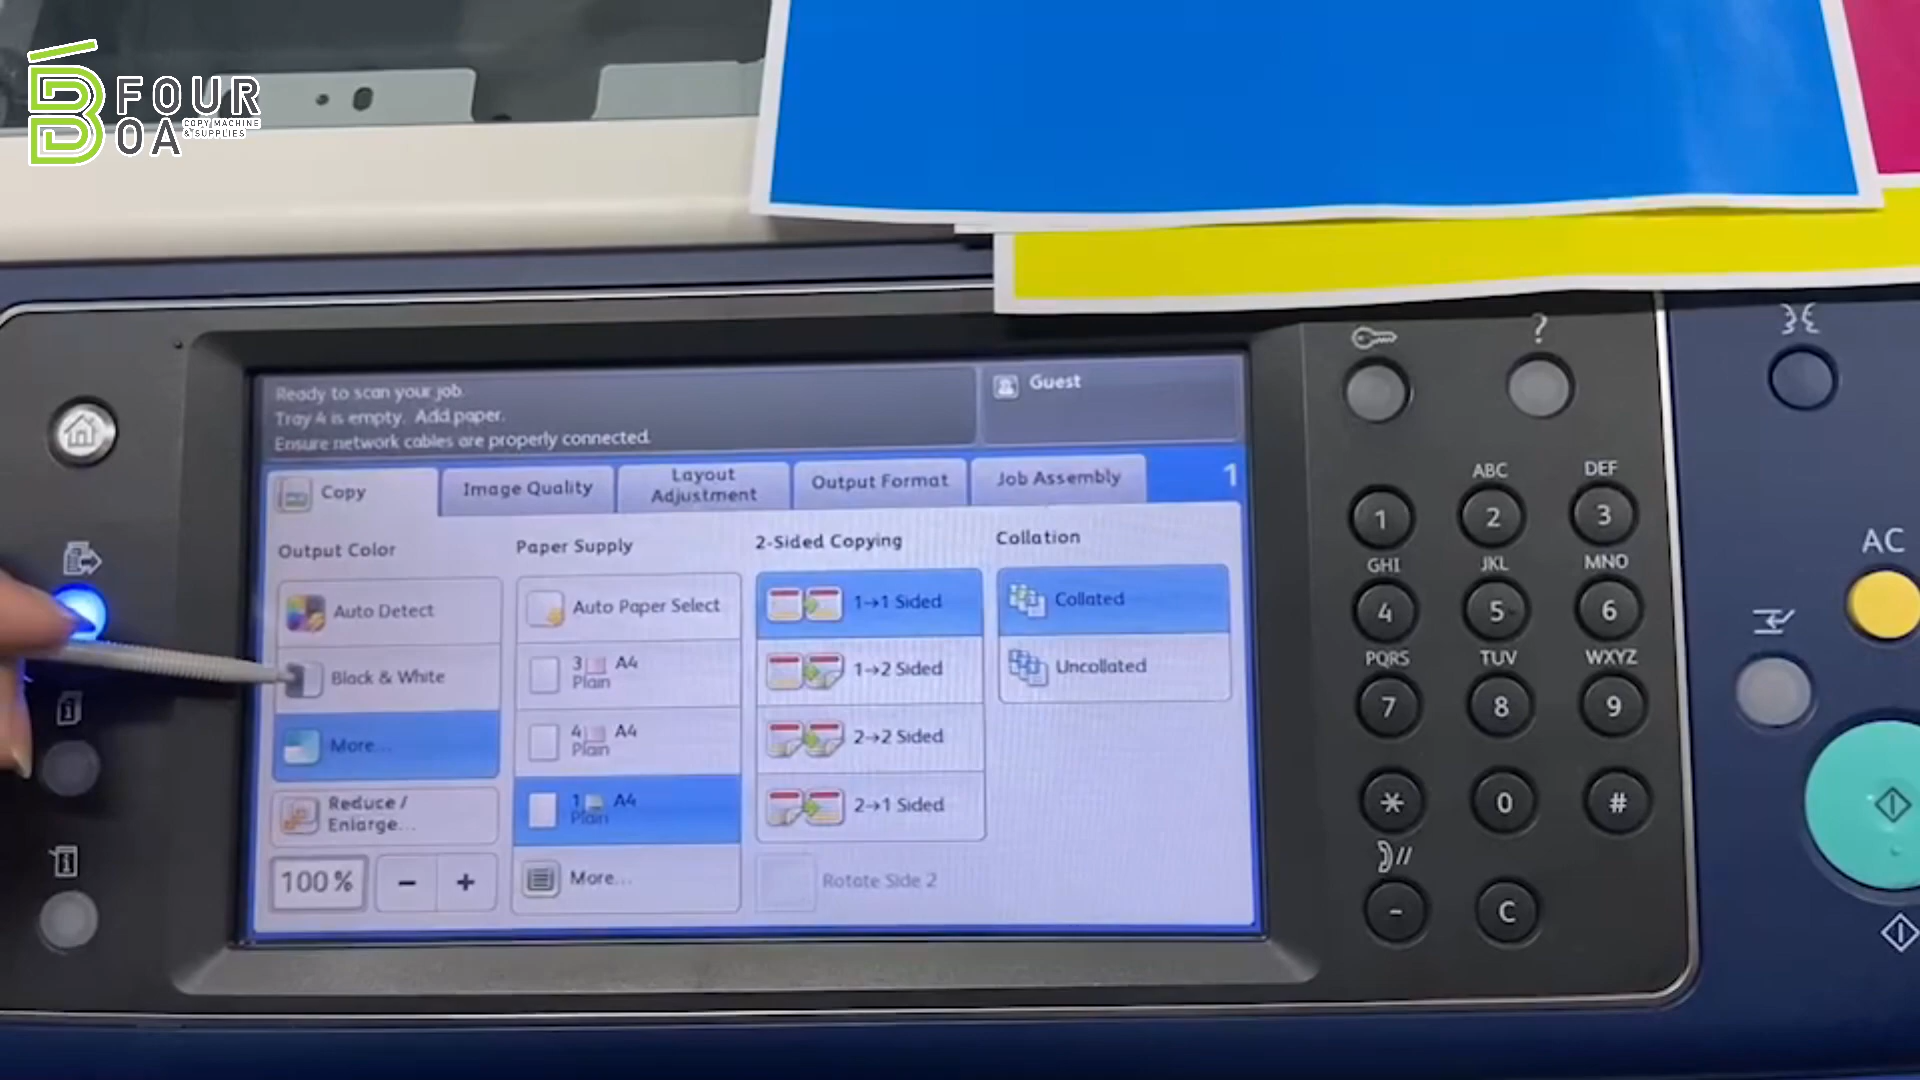 FOUR
OA COPY MACHINE
& SUPPLIES
Ready to scan your job.
Tray 4 is empty. Add paper.
Ensure network cables are properly connected.
Guest
Copy
Image Quality
Layout
Adjustment
Output Format
Job Assembly
1
Output Color
Auto Detect
Black & White
More...
Reduce /
Enlarge...
100%
- +
Paper Supply
Auto Paper Select
3 A4
Plain
4 A4
Plain
1 A4
Plain
More...
2-Sided Copying
1→1 Sided
1→2 Sided
2→2 Sided
2→1 Sided
Rotate Side 2
Collation
Collated
Uncollated
?
ABC DEF
1 2 3
GHI JKL MNO
4 5 6
PQRS TUV WXYZ
7 8 9
* 0 #
- C
AC